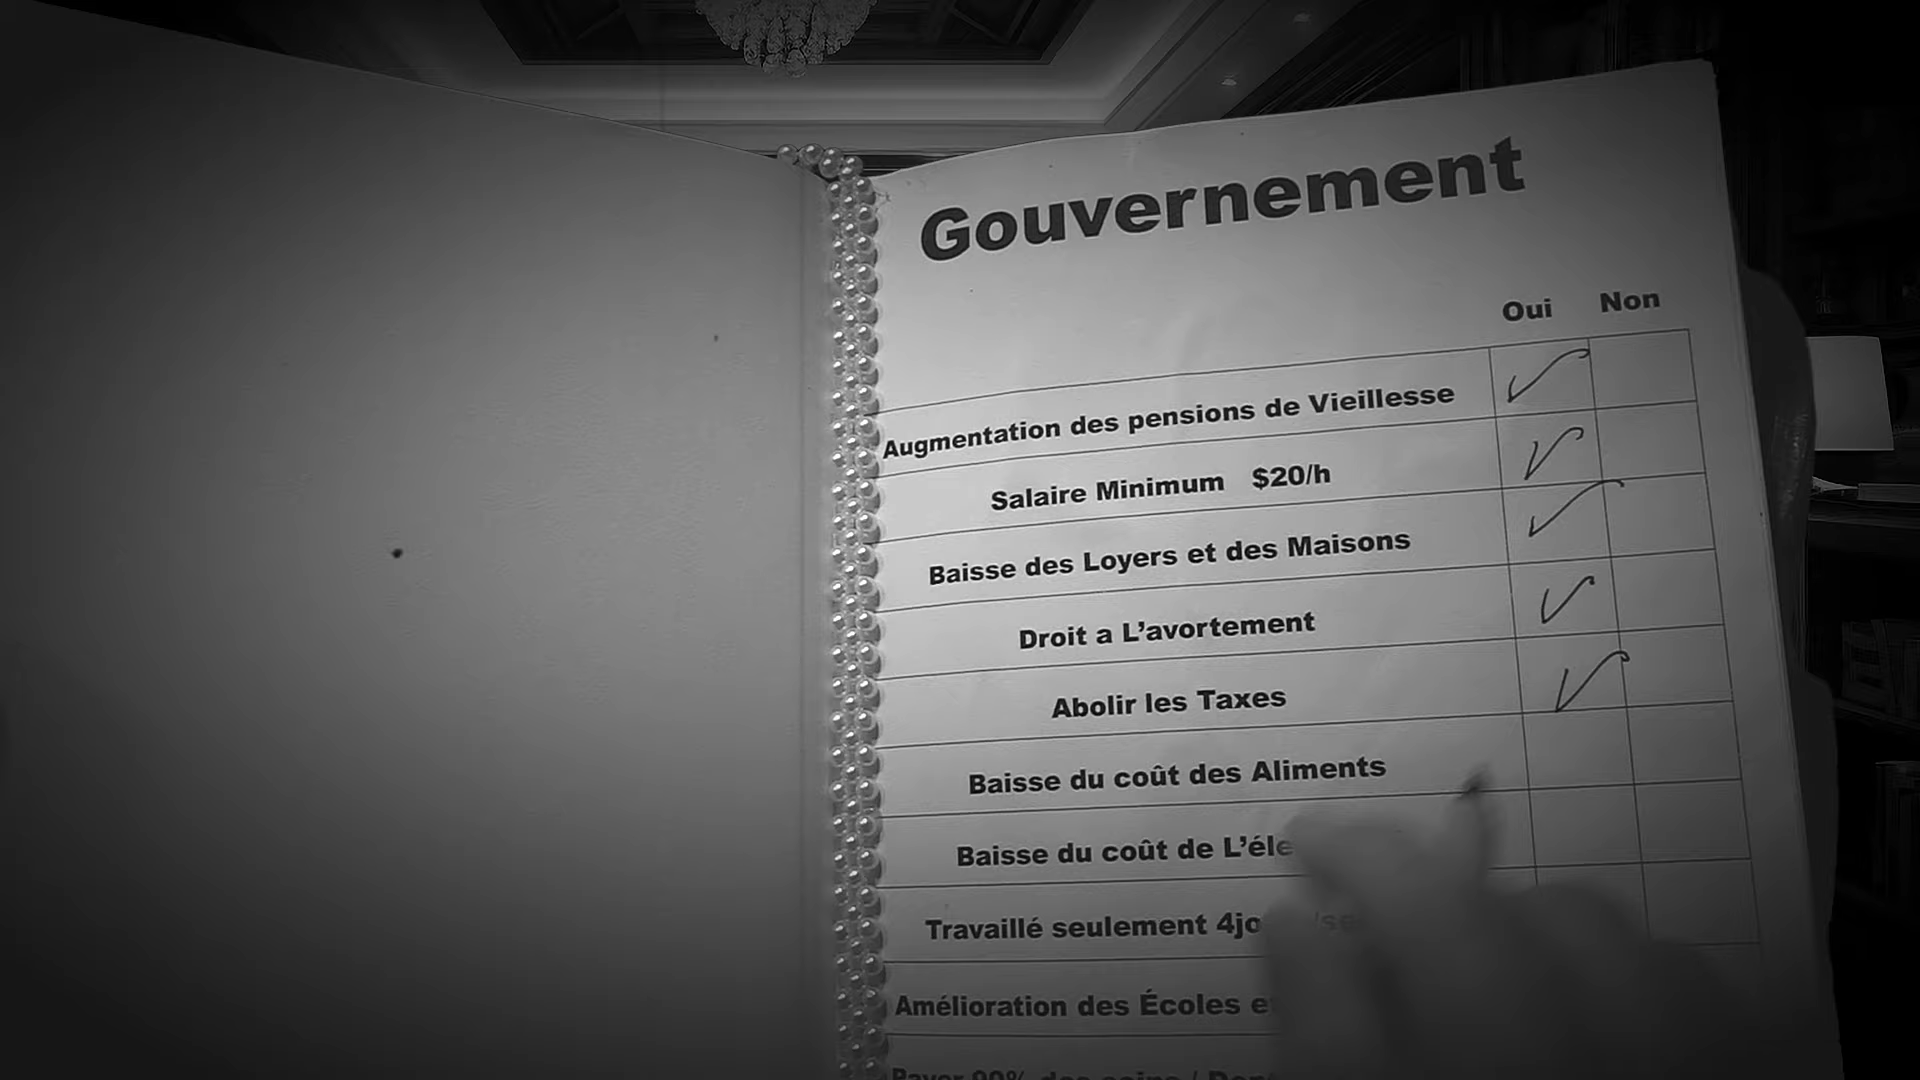 Gouvernement
Oui Non
Augmentation des pensions de Vieillesse
Salaire Minimum $20/h
Baisse des Loyers et des Maisons
Droit a L’avortement
Abolir les Taxes
Baisse du coût des Aliments
Baisse du coût de
Travaillé seulement
Amélioration des Écoles